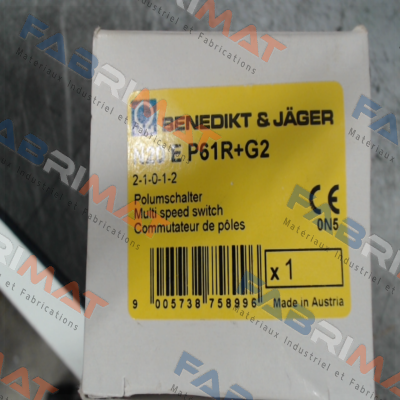 BENEDIKT & JÄGER
E P61R+G2
2-1-0-1-2
Polumschalter
Multi speed switch
Commutateur de pôles
CE
0N5
x 1
9 005738 758996
Made in Austria
FABRIMAT
Materiaux Industriel et Fabrications